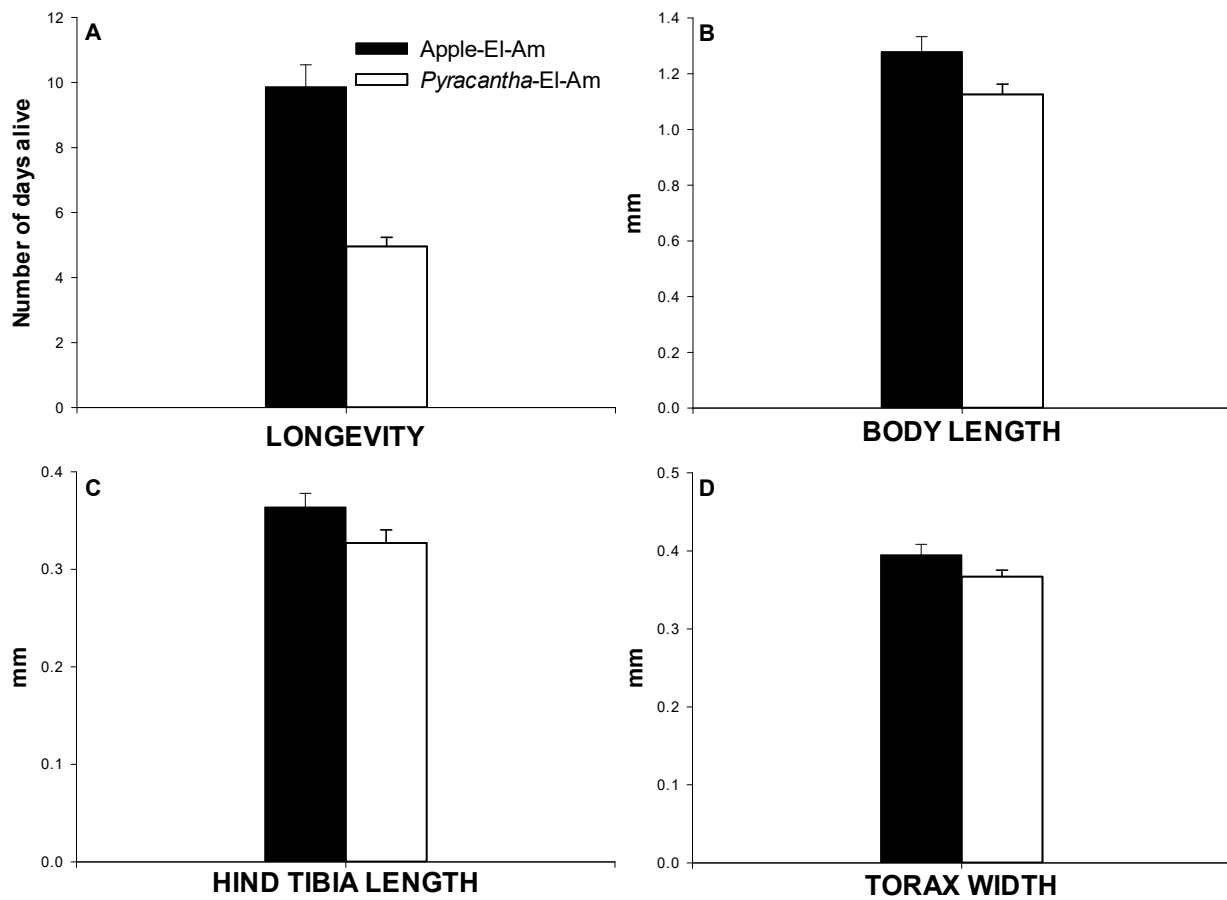 A
Apple-El-Am
Pyracantha-El-Am
12
10
8
6
4
2
0
Number of days alive
LONGEVITY
B
1.4
1.2
1.0
0.8
0.6
0.4
0.2
0.0
mm
BODY LENGTH
C
0.4
0.3
0.2
0.1
0.0
mm
HIND TIBIA LENGTH
D
0.5
0.4
0.3
0.2
0.1
0.0
mm
TORAX WIDTH